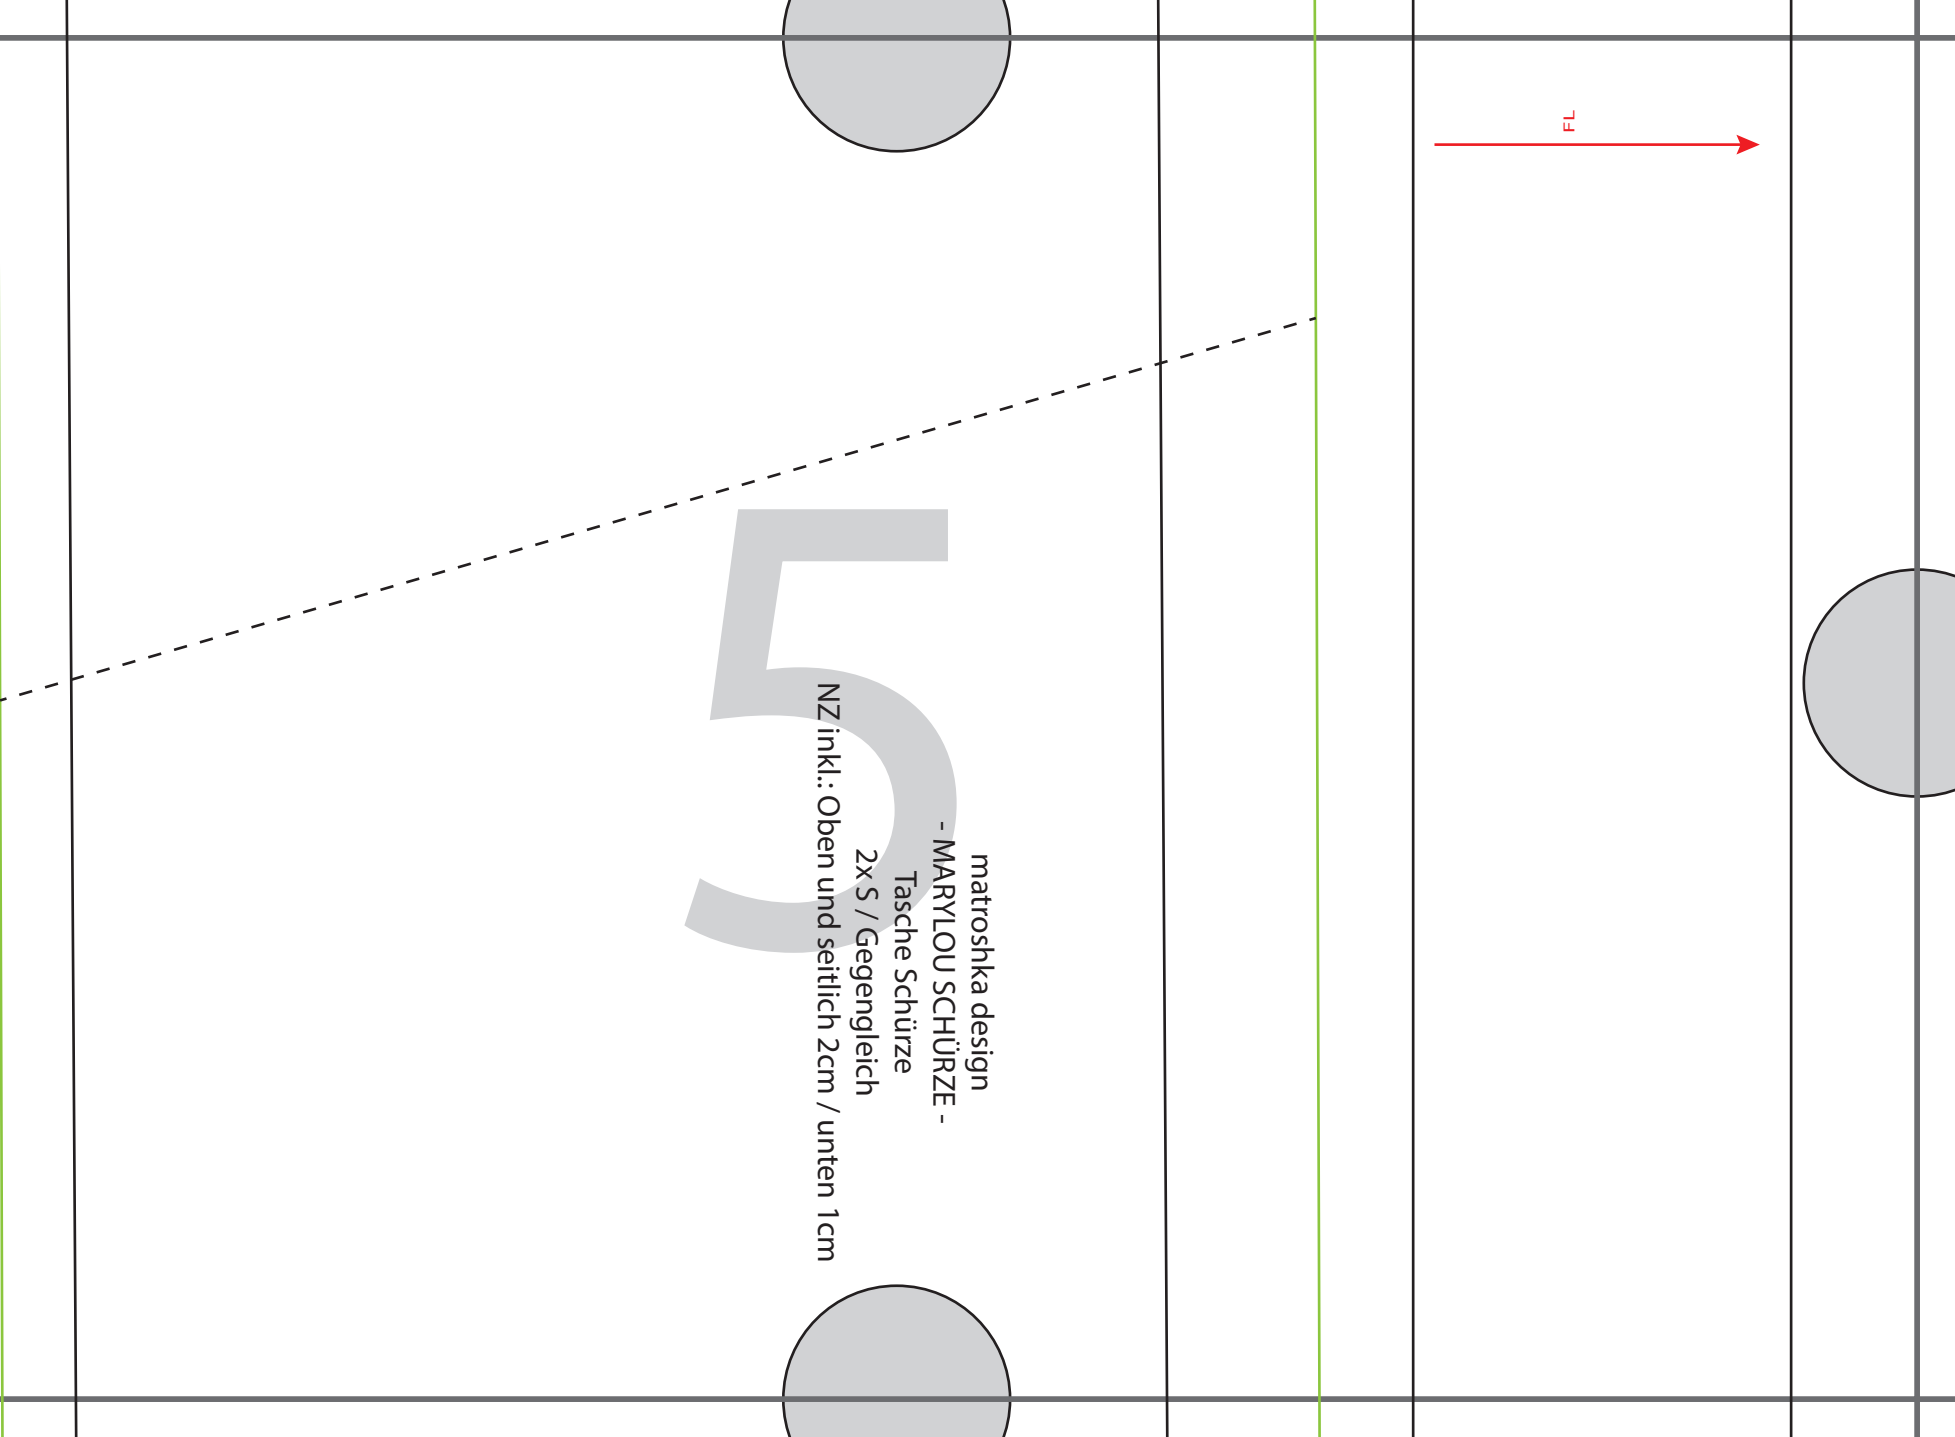 FL
5
matroshka design
- MARYLOU SCHÜRZE -
Tasche Schürze
2x S / Gegengleich
NZ inkl.: Oben und seitlich 2cm / unten 1cm